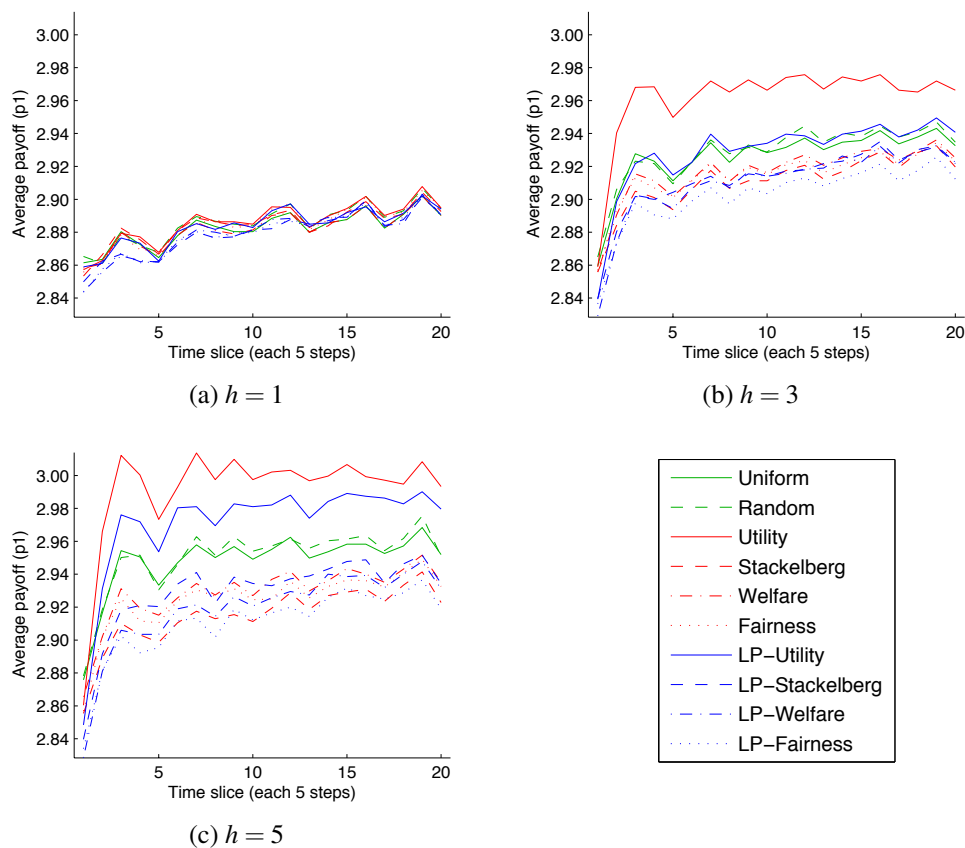 3.00
2.98
2.96
2.94
2.92
2.90
2.88
2.86
2.84
Average payoff (p1)
5 10 15 20
Time slice (each 5 steps)
(a) h = 1
3.00
2.98
2.96
2.94
2.92
2.90
2.88
2.86
2.84
Average payoff (p1)
5 10 15 20
Time slice (each 5 steps)
(b) h = 3
3.00
2.98
2.96
2.94
2.92
2.90
2.88
2.86
2.84
Average payoff (p1)
5 10 15 20
Time slice (each 5 steps)
(c) h = 5
Uniform
Random
Utility
Stackelberg
Welfare
Fairness
LP−Utility
LP−Stackelberg
LP−Welfare
LP−Fairness